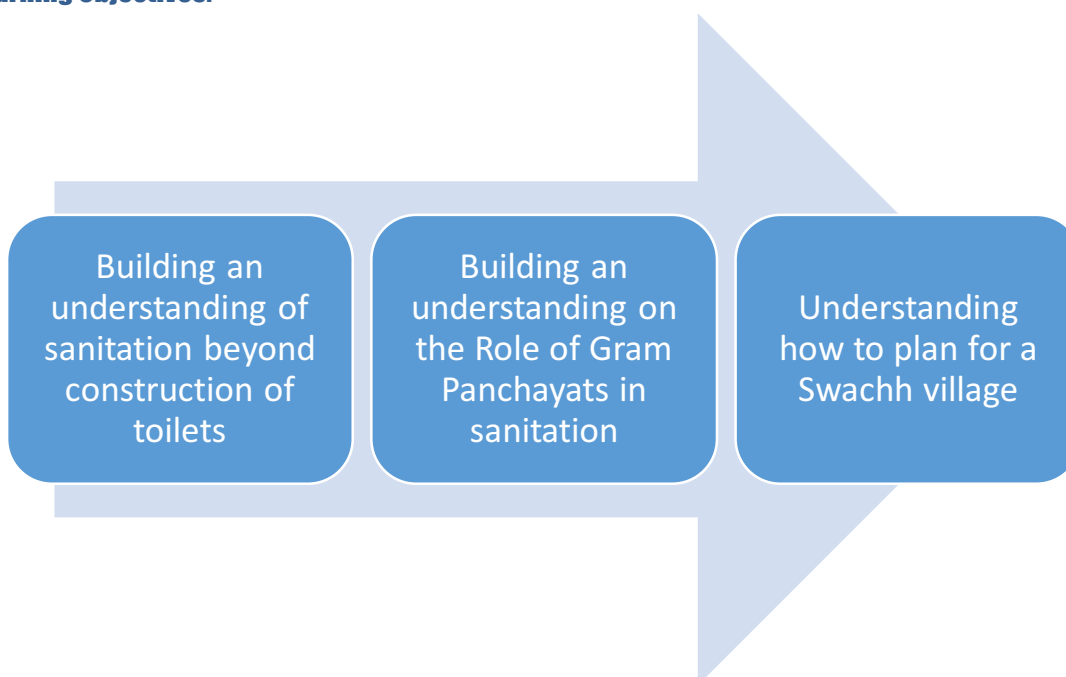 Building an
understanding of
sanitation beyond
construction of
toilets
Building an
understanding on
the Role of Gram
Panchayats in
sanitation
Understanding
how to plan for a
Swachh village